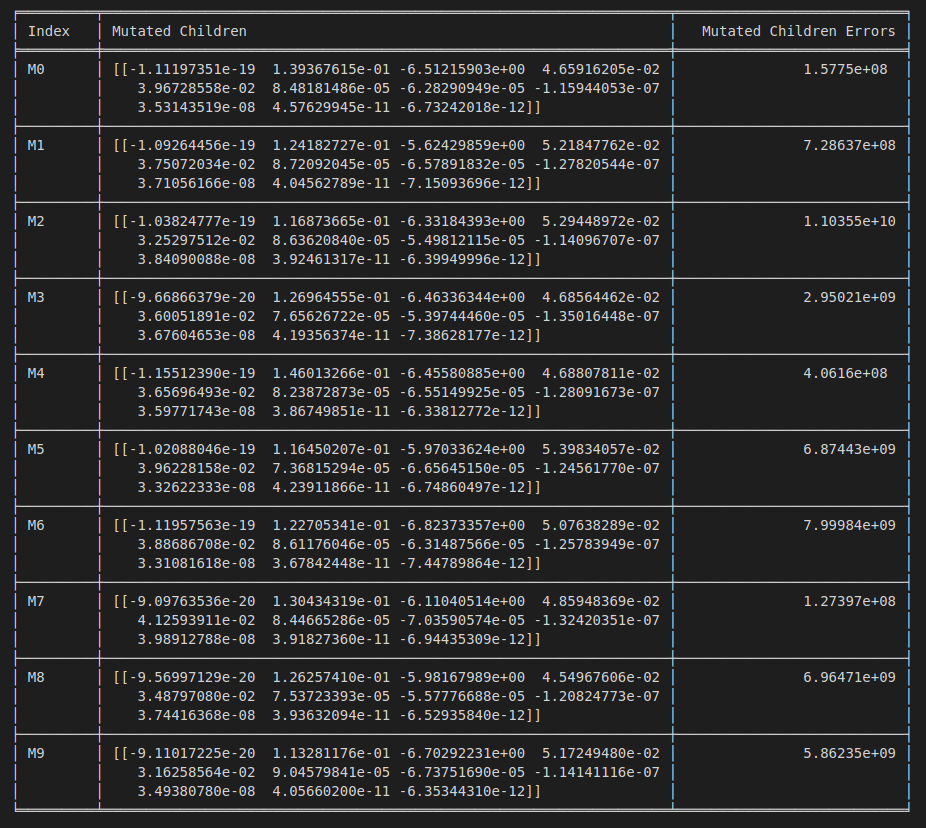 Index Mutated Children Mutated Children Errors
M0 [[-1.11197351e-19 1.39367615e-01 -6.51215903e+00 4.65916205e-02 1.5775e+08
3.96728558e-02 8.48181486e-05 -6.28290949e-05 -1.15944053e-07
3.53143519e-08 4.57629945e-11 -6.73242018e-12]]
M1 [[-1.09264456e-19 1.24182727e-01 -5.62429859e+00 5.21847762e-02 7.28637e+08
3.75072034e-02 8.72092045e-05 -6.57891832e-05 -1.27820544e-07
3.71056166e-08 4.04562789e-11 -7.15093696e-12]]
M2 [[-1.03824777e-19 1.16873665e-01 -6.33184393e+00 5.29448972e-02 1.10355e+10
3.25297512e-02 8.63620840e-05 -5.49812115e-05 -1.14096707e-07
3.84090088e-08 3.92461317e-11 -6.39949996e-12]]
M3 [[-9.66866379e-20 1.26964555e-01 -6.46336344e+00 4.68564462e-02 2.95021e+09
3.60051891e-02 7.65626722e-05 -5.39744460e-05 -1.35016448e-07
3.67604653e-08 4.19356374e-11 -7.38628177e-12]]
M4 [[-1.15512390e-19 1.46013266e-01 -6.45580885e+00 4.68807811e-02 4.0616e+08
3.65696493e-02 8.23872873e-05 -6.55149925e-05 -1.28091673e-07
3.59771743e-08 3.86749851e-11 -6.33812772e-12]]
M5 [[-1.02088046e-19 1.16450207e-01 -5.97033624e+00 5.39834057e-02 6.87443e+09
3.96228158e-02 7.36815294e-05 -6.65645150e-05 -1.24561770e-07
3.32622333e-08 4.23911866e-11 -6.74860497e-12]]
M6 [[-1.11957563e-19 1.22705341e-01 -6.82373357e+00 5.07638289e-02 7.99984e+09
3.88686708e-02 8.61176046e-05 -6.31487566e-05 -1.25783949e-07
3.31081618e-08 3.67842448e-11 -7.44789864e-12]]
M7 [[-9.09763536e-20 1.30434319e-01 -6.11040514e+00 4.85948369e-02 1.27397e+08
4.12593911e-02 8.44665286e-05 -7.03590574e-05 -1.32420351e-07
3.98912788e-08 3.91827360e-11 -6.94435309e-12]]
M8 [[-9.56997129e-20 1.26257410e-01 -5.98167989e+00 4.54967606e-02 6.96471e+09
3.48797080e-02 7.53723393e-05 -5.57776688e-05 -1.20824773e-07
3.74416368e-08 3.93632094e-11 -6.52935840e-12]]
M9 [[-9.11017225e-20 1.13281176e-01 -6.70292231e+00 5.17249480e-02 5.86235e+09
3.16258564e-02 9.04579841e-05 -6.73751690e-05 -1.14141116e-07
3.49380780e-08 4.05660200e-11 -6.35344310e-12]]